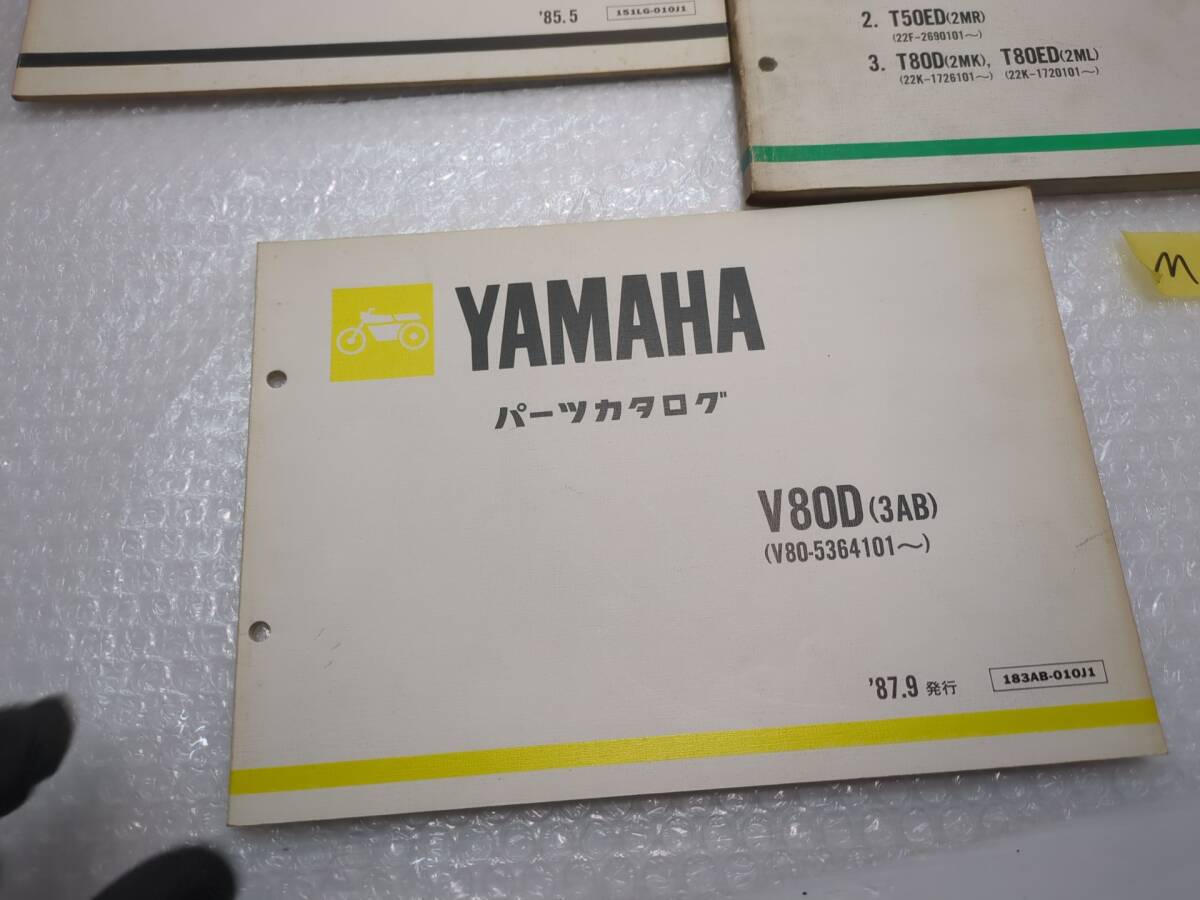 '85.5
151LG-010J1
2. T50ED(2MR)
(22F-2690101〜)
3. T80D(2MK), T80ED(2ML)
(22K-1726101〜) (22K-1720101〜)
YAMAHA
パーツカタログ
V80D(3AB)
(V80-5364101〜)
'87.9 発行
183AB-010J1